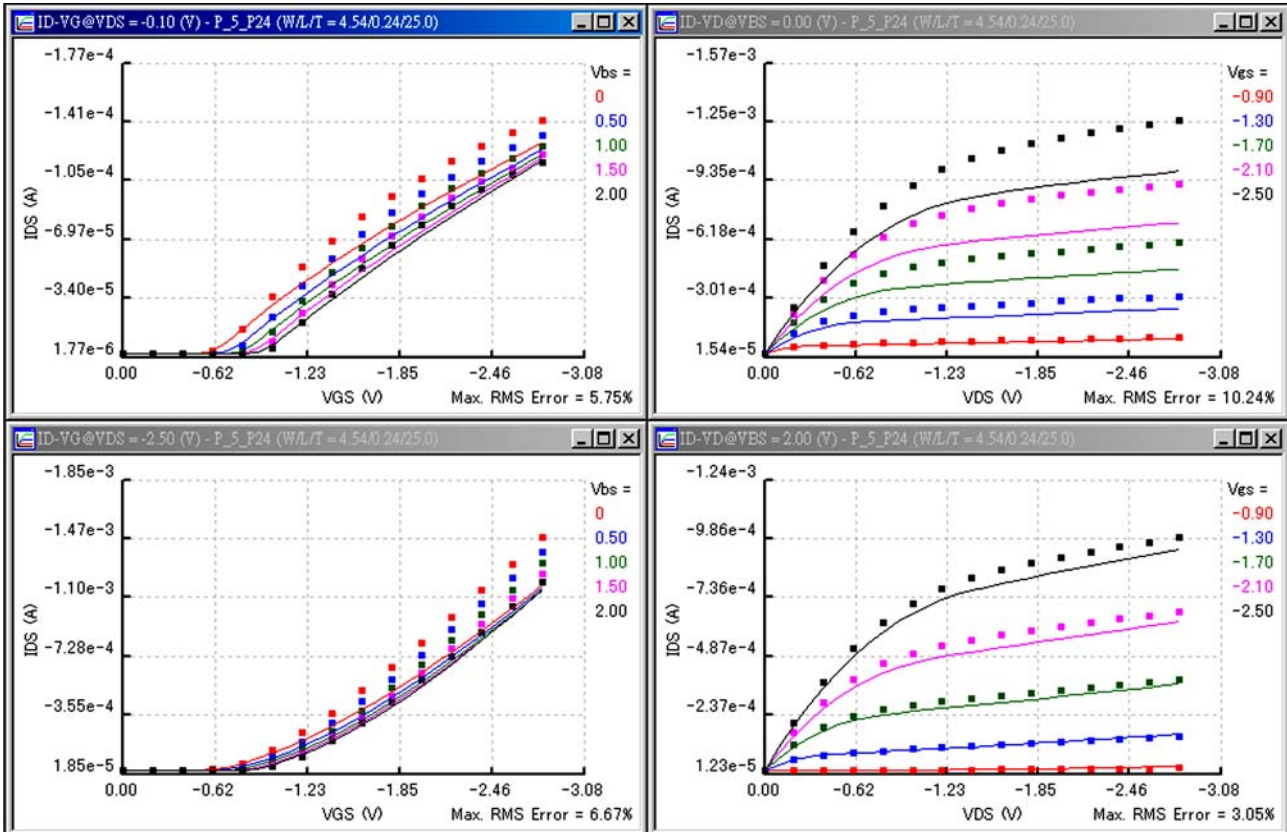 ID-VG@VDS = -0.10 (V) - P_5_P24 (W/L/T = 4.54/0.24/25.0)
-1.77e-4
-1.41e-4
-1.05e-4
-6.97e-5
-3.40e-5
1.77e-6
IDS (A)
0.00 -0.62 -1.23 -1.85 -2.46 -3.08
VGS (V) Max. RMS Error = 5.75%
Vbs =
0
0.50
1.00
1.50
2.00
ID-VD@VBS = 0.00 (V) - P_5_P24 (W/L/T = 4.54/0.24/25.0)
-1.57e-3
-1.25e-3
-9.35e-4
-6.18e-4
-3.01e-4
1.54e-5
IDS (A)
0.00 -0.62 -1.23 -1.85 -2.46 -3.08
VDS (V) Max. RMS Error = 10.24%
Vgs =
-0.90
-1.30
-1.70
-2.10
-2.50
ID-VG@VDS = -2.50 (V) - P_5_P24 (W/L/T = 4.54/0.24/25.0)
-1.85e-3
-1.47e-3
-1.10e-3
-7.28e-4
-3.55e-4
1.85e-5
IDS (A)
0.00 -0.62 -1.23 -1.85 -2.46 -3.08
VGS (V) Max. RMS Error = 6.67%
Vbs =
0
0.50
1.00
1.50
2.00
ID-VD@VBS = 2.00 (V) - P_5_P24 (W/L/T = 4.54/0.24/25.0)
-1.24e-3
-9.86e-4
-7.36e-4
-4.87e-4
-2.37e-4
1.23e-5
IDS (A)
0.00 -0.62 -1.23 -1.85 -2.46 -3.08
VDS (V) Max. RMS Error = 3.05%
Vgs =
-0.90
-1.30
-1.70
-2.10
-2.50